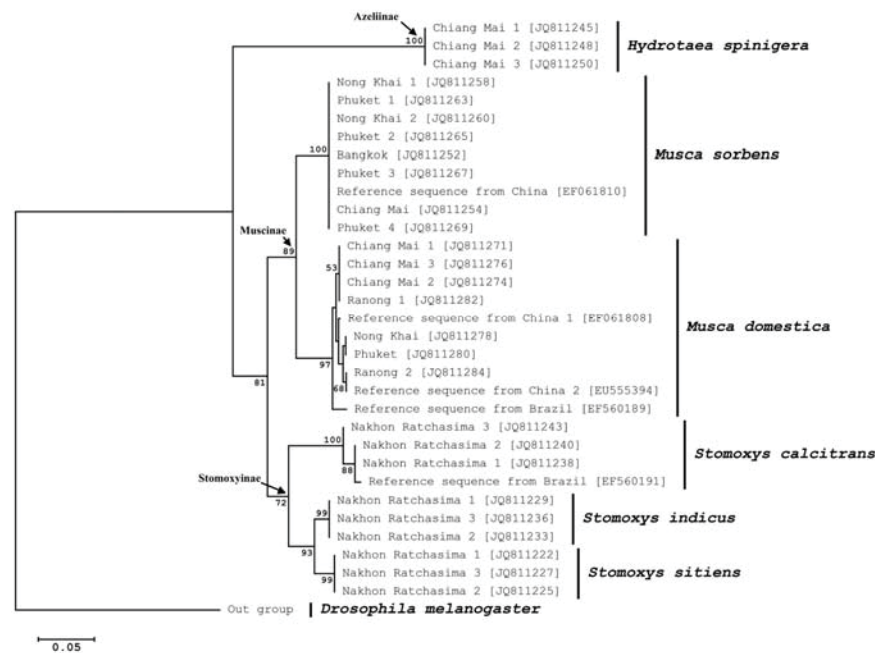 Azeliinae
100
Chiang Mai 1 [JQ811245]
Chiang Mai 2 [JQ811248]
Chiang Mai 3 [JQ811250]
Hydrotaea spinigera
Nong Khai 1 [JQ811258]
Phuket 1 [JQ811263]
Nong Khai 2 [JQ811260]
Phuket 2 [JQ811265]
100
Bangkok [JQ811252]
Phuket 3 [JQ811267]
Reference sequence from China [EF061810]
Chiang Mai [JQ811254]
Phuket 4 [JQ811269]
Musca sorbens
Muscinae
89
Chiang Mai 1 [JQ811271]
53
Chiang Mai 3 [JQ811276]
Chiang Mai 2 [JQ811274]
Ranong 1 [JQ811282]
Reference sequence from China 1 [EF061808]
Nong Khai [JQ811278]
Phuket [JQ811280]
97
Ranong 2 [JQ811284]
68
Reference sequence from China 2 [EU555394]
Reference sequence from Brazil [EF560189]
Musca domestica
81
Nakhon Ratchasima 3 [JQ811243]
100
Nakhon Ratchasima 2 [JQ811240]
Nakhon Ratchasima 1 [JQ811238]
88
Reference sequence from Brazil [EF560191]
Stomoxys calcitrans
Stomoxyinae
72
Nakhon Ratchasima 1 [JQ811229]
99
Nakhon Ratchasima 3 [JQ811236]
Nakhon Ratchasima 2 [JQ811233]
Stomoxys indicus
93
Nakhon Ratchasima 1 [JQ811222]
Nakhon Ratchasima 3 [JQ811227]
99
Nakhon Ratchasima 2 [JQ811225]
Stomoxys sitiens
Out group
Drosophila melanogaster
0.05